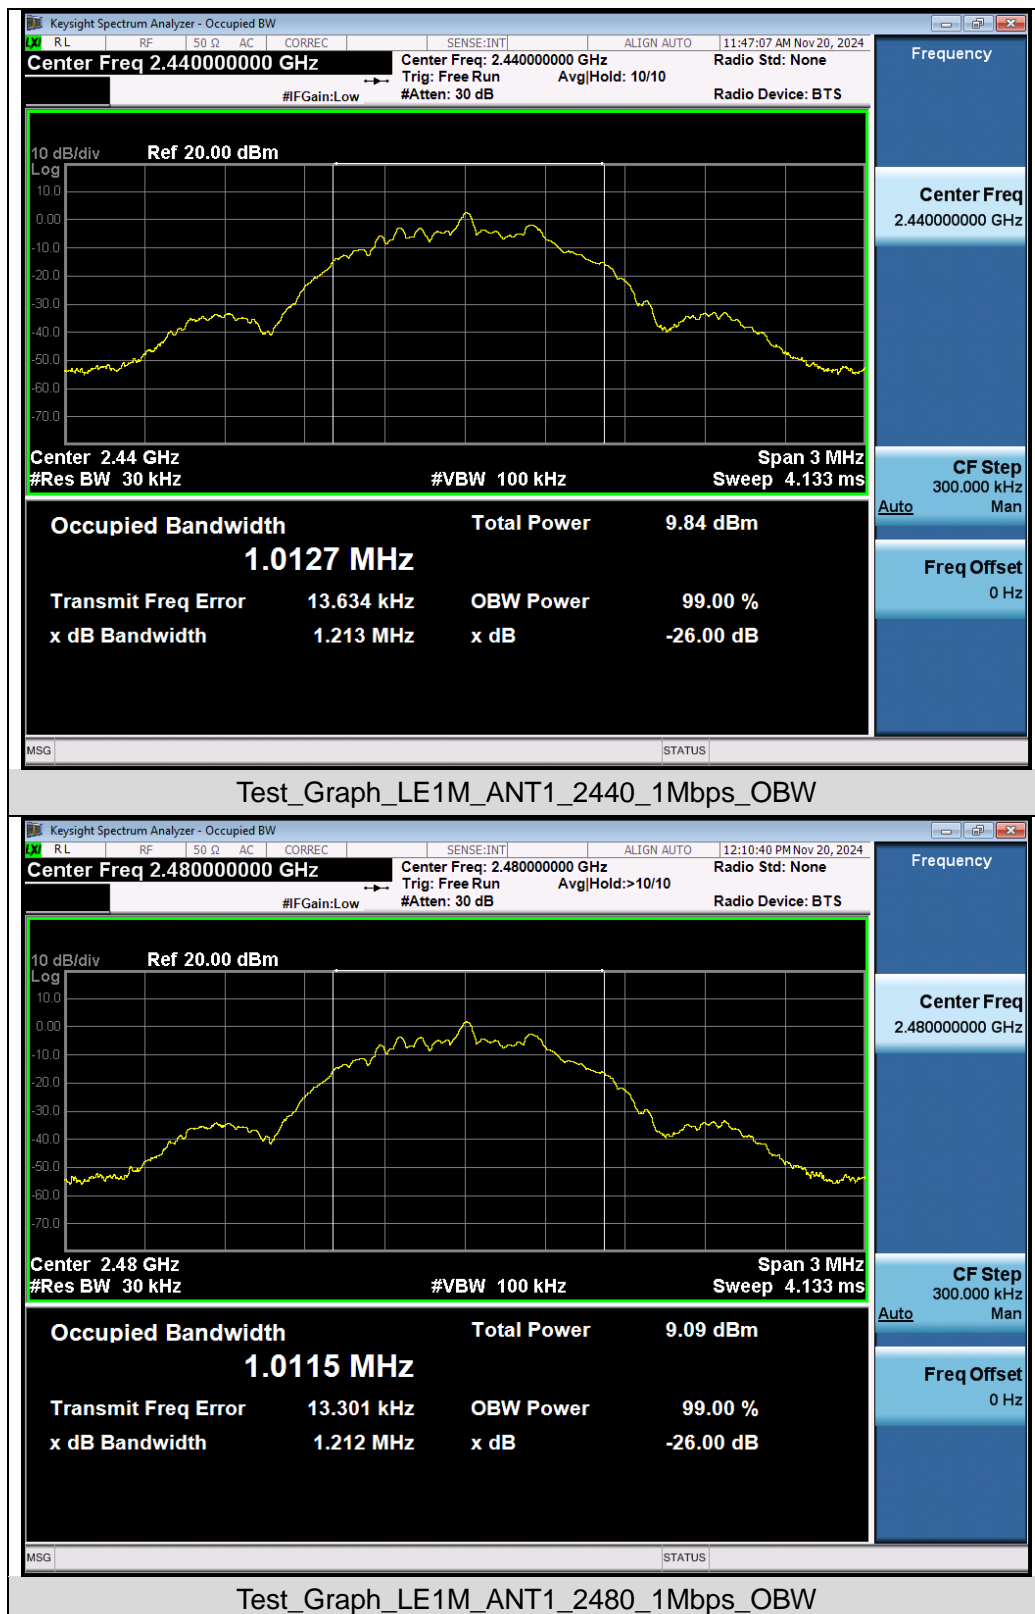 Keysight Spectrum Analyzer - Occupied BW
LXI RL RF 50 Ω AC CORREC SENSE:INT ALIGN AUTO 11:47:07 AM Nov 20, 2024
Center Freq 2.440000000 GHz Center Freq: 2.440000000 GHz Radio Std: None
Trig: Free Run Avg|Hold: 10/10
#IFGain:Low #Atten: 30 dB Radio Device: BTS
Frequency
10 dB/div Ref 20.00 dBm
Log
10.0
0.00
-10.0
-20.0
-30.0
-40.0
-50.0
-60.0
-70.0
Center Freq
2.440000000 GHz
Center 2.44 GHz Span 3 MHz
#Res BW 30 kHz #VBW 100 kHz Sweep 4.133 ms
CF Step
300.000 kHz
Auto Man
Occupied Bandwidth Total Power 9.84 dBm
1.0127 MHz
Freq Offset
0 Hz
Transmit Freq Error 13.634 kHz OBW Power 99.00 %
x dB Bandwidth 1.213 MHz x dB -26.00 dB
MSG STATUS
Test_Graph_LE1M_ANT1_2440_1Mbps_OBW
Keysight Spectrum Analyzer - Occupied BW
LXI RL RF 50 Ω AC CORREC SENSE:INT ALIGN AUTO 12:10:40 PM Nov 20, 2024
Center Freq 2.480000000 GHz Center Freq: 2.480000000 GHz Radio Std: None
Trig: Free Run Avg|Hold:>10/10
#IFGain:Low #Atten: 30 dB Radio Device: BTS
Frequency
10 dB/div Ref 20.00 dBm
Log
10.0
0.00
-10.0
-20.0
-30.0
-40.0
-50.0
-60.0
-70.0
Center Freq
2.480000000 GHz
Center 2.48 GHz Span 3 MHz
#Res BW 30 kHz #VBW 100 kHz Sweep 4.133 ms
CF Step
300.000 kHz
Auto Man
Occupied Bandwidth Total Power 9.09 dBm
1.0115 MHz
Freq Offset
0 Hz
Transmit Freq Error 13.301 kHz OBW Power 99.00 %
x dB Bandwidth 1.212 MHz x dB -26.00 dB
MSG STATUS
Test_Graph_LE1M_ANT1_2480_1Mbps_OBW